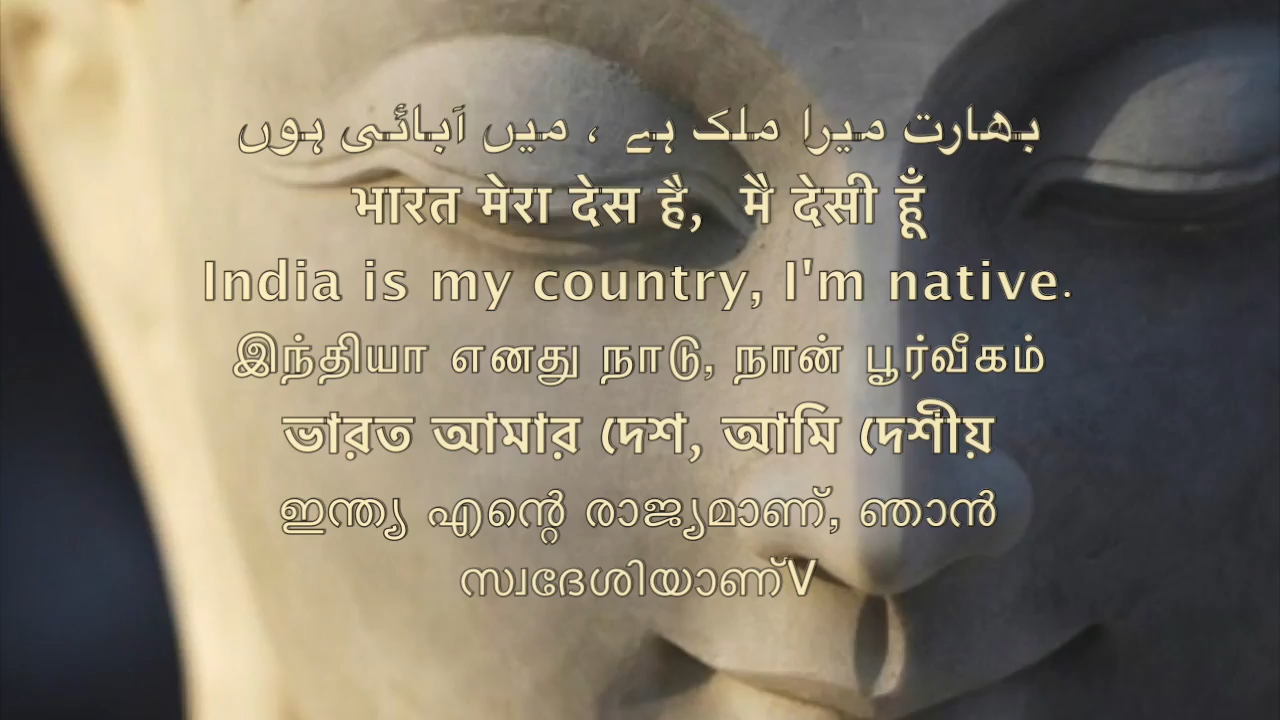 بھارت میرا ملک ہے ، میں آبائی ہوں
भारत मेरा देस है, मै देसी हूँ
India is my country, I'm native.
இந்தியா எனது நாடு, நான் பூர்வீகம்
ভারত আমার দেশ, আমি দেশীয়
ഇന്ത്യ എന്റെ രാജ്യമാണ്, ഞാൻ
സ്വദേശിയാണ്V